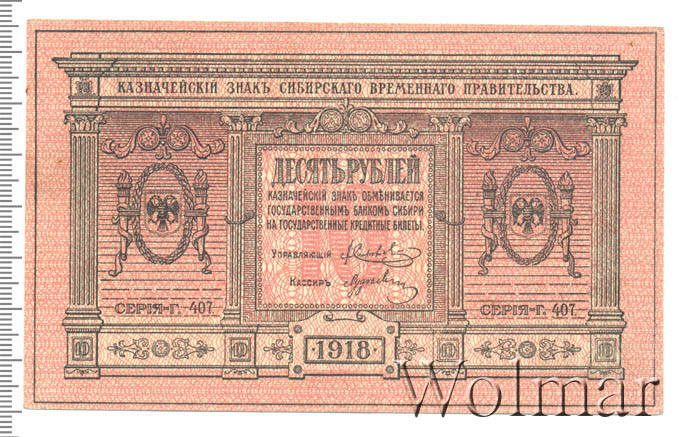 КАЗНАЧЕЙСКІЙ ЗНАКЪ СИБИРСКАГО ВРЕМЕННАГО ПРАВИТЕЛЬСТВА.
ДЕСЯТЬ РУБЛЕЙ
КАЗНАЧЕЙСКІЙ ЗНАКЪ ОБМѢНИВАЕТСЯ
ГОСУДАРСТВЕННЫМЪ БАНКОМЪ СИБИРИ
НА ГОСУДАРСТВЕННЫЕ КРЕДИТНЫЕ БИЛЕТЫ.
УПРАВЛЯЮЩІЙ
КАССИРЪ
СЕРІЯ-Г. 407.
СЕРІЯ-Г. 407.
1918
Wolmar